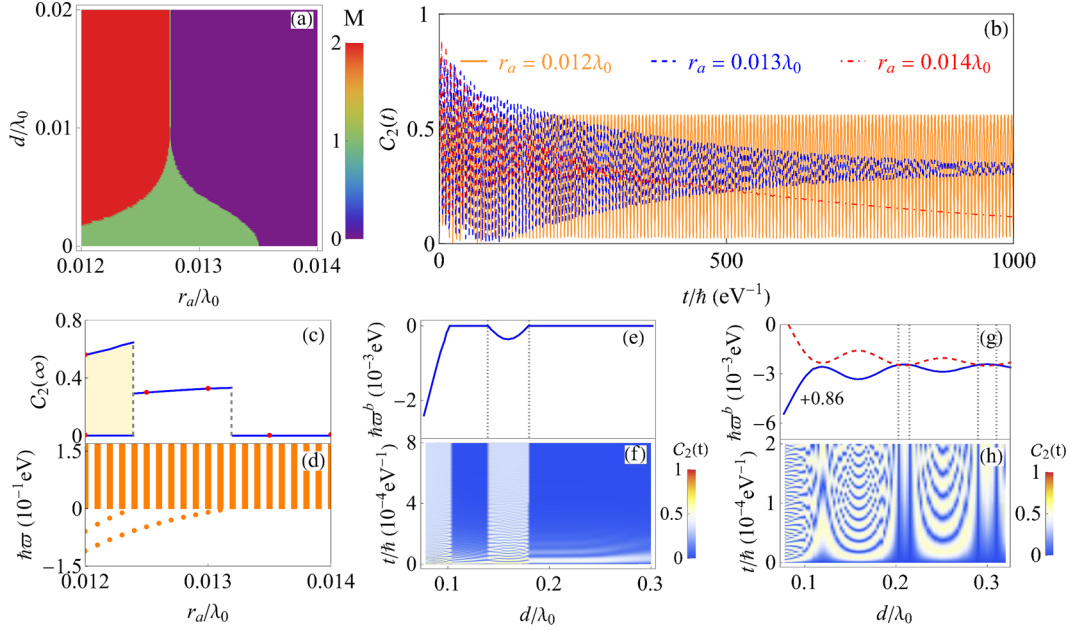 (a)
M
0.02
0.01
0
d/λ₀
2
1
0
0.012
0.013
0.014
rₐ/λ₀
(b)
1
0.5
0
C₂(t)
rₐ = 0.012λ₀
rₐ = 0.013λ₀
rₐ = 0.014λ₀
0
500
1000
t/ħ (eV⁻¹)
(c)
0.8
0.4
0
C₂(∞)
(d)
1.5
0
−1.5
ħϖ (10⁻¹eV)
0.012
0.013
0.014
rₐ/λ₀
(e)
0
−2
ħϖᵇ (10⁻³eV)
(f)
8
4
0
t/ħ (10⁻⁴eV⁻¹)
0.1
0.2
0.3
d/λ₀
C₂(t)
1
0.5
0
(g)
0
−3
−6
ħϖᵇ (10⁻³eV)
+0.86
(h)
2
1
0
t/ħ (10⁻⁴eV⁻¹)
0.1
0.2
0.3
d/λ₀
C₂(t)
1
0.5
0